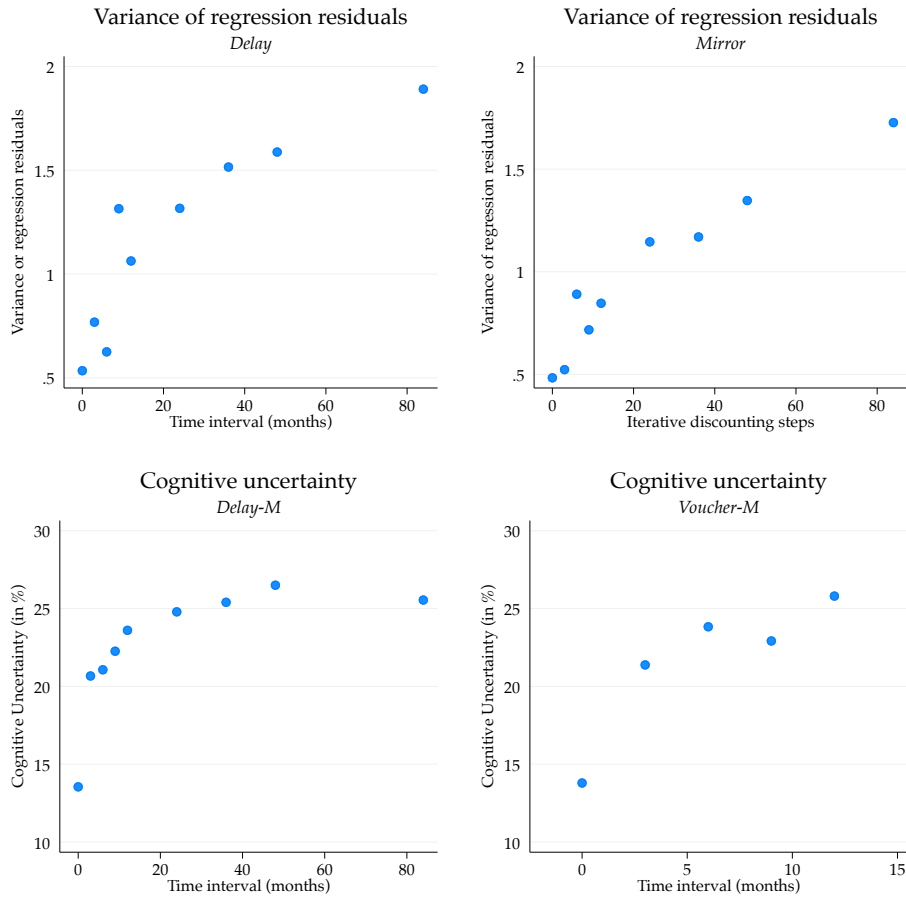 Variance of regression residuals
Delay
2
1.5
1
.5
Variance or regression residuals
0 20 40 60 80
Time interval (months)
Variance of regression residuals
Mirror
2
1.5
1
.5
Variance of regression residuals
0 20 40 60 80
Iterative discounting steps
Cognitive uncertainty
Delay-M
30
25
20
15
10
Cognitive Uncertainty (in %)
0 20 40 60 80
Time interval (months)
Cognitive uncertainty
Voucher-M
30
25
20
15
10
Cognitive Uncertainty (in %)
0 5 10 15
Time interval (months)